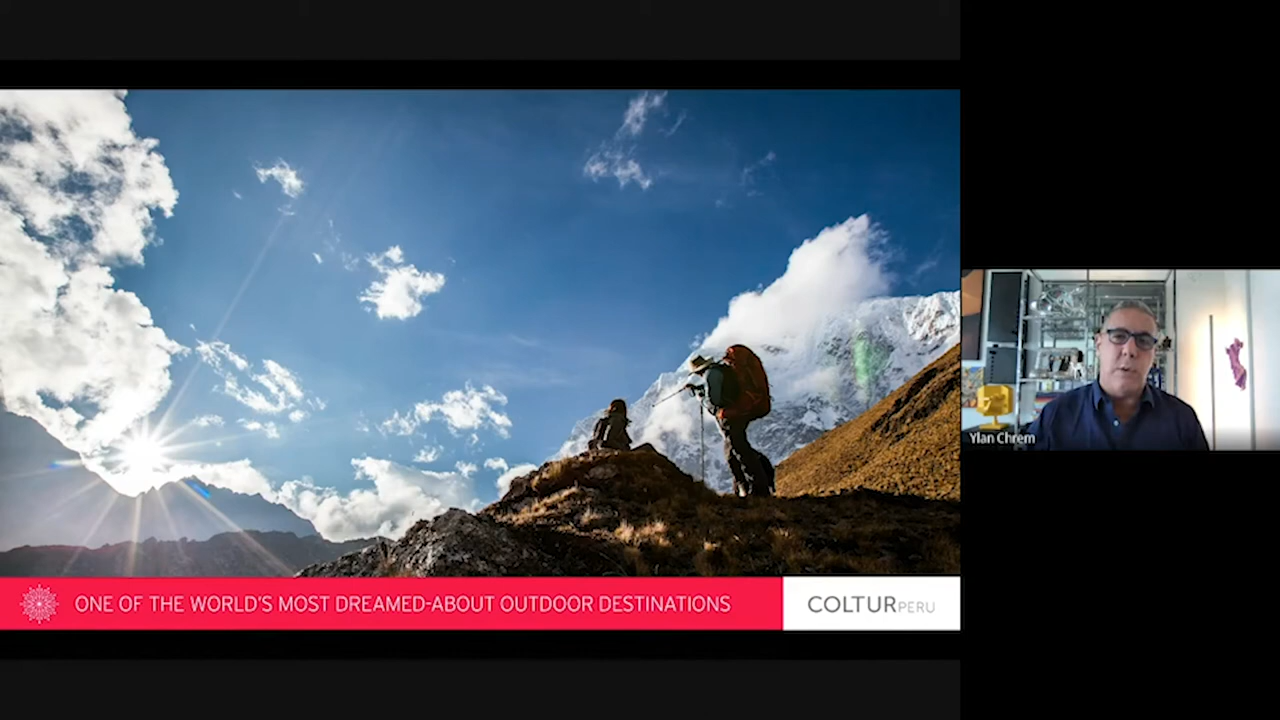 ONE OF THE WORLD'S MOST DREAMED-ABOUT OUTDOOR DESTINATIONS
COLTURPERU
Ylan Chrem